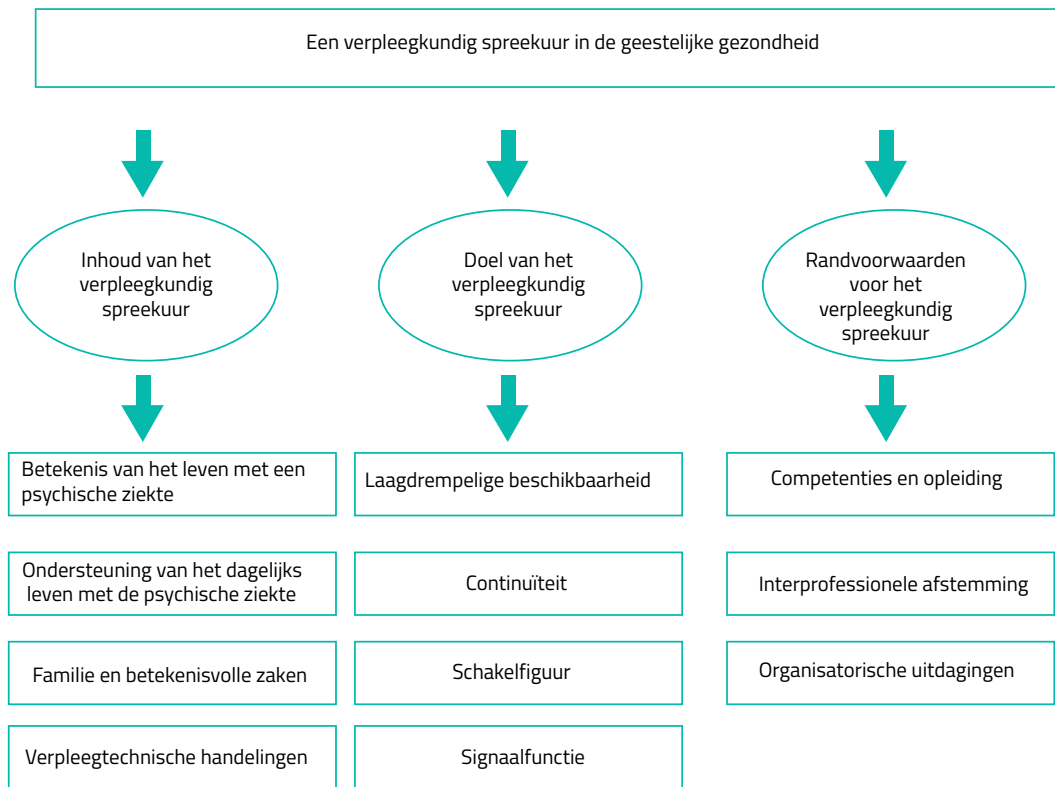 Een verpleegkundig spreekuur in de geestelijke gezondheid
Inhoud van het
verpleegkundig
spreekuur
Doel van het
verpleegkundig
spreekuur
Randvoorwaarden
voor het
verpleegkundig
spreekuur
Betekenis van het leven met een
psychische ziekte
Laagdrempelige beschikbaarheid
Competenties en opleiding
Ondersteuning van het dagelijks
leven met de psychische ziekte
Continuïteit
Interprofessionele afstemming
Familie en betekenisvolle zaken
Schakelfiguur
Organisatorische uitdagingen
Verpleegtechnische handelingen
Signaalfunctie